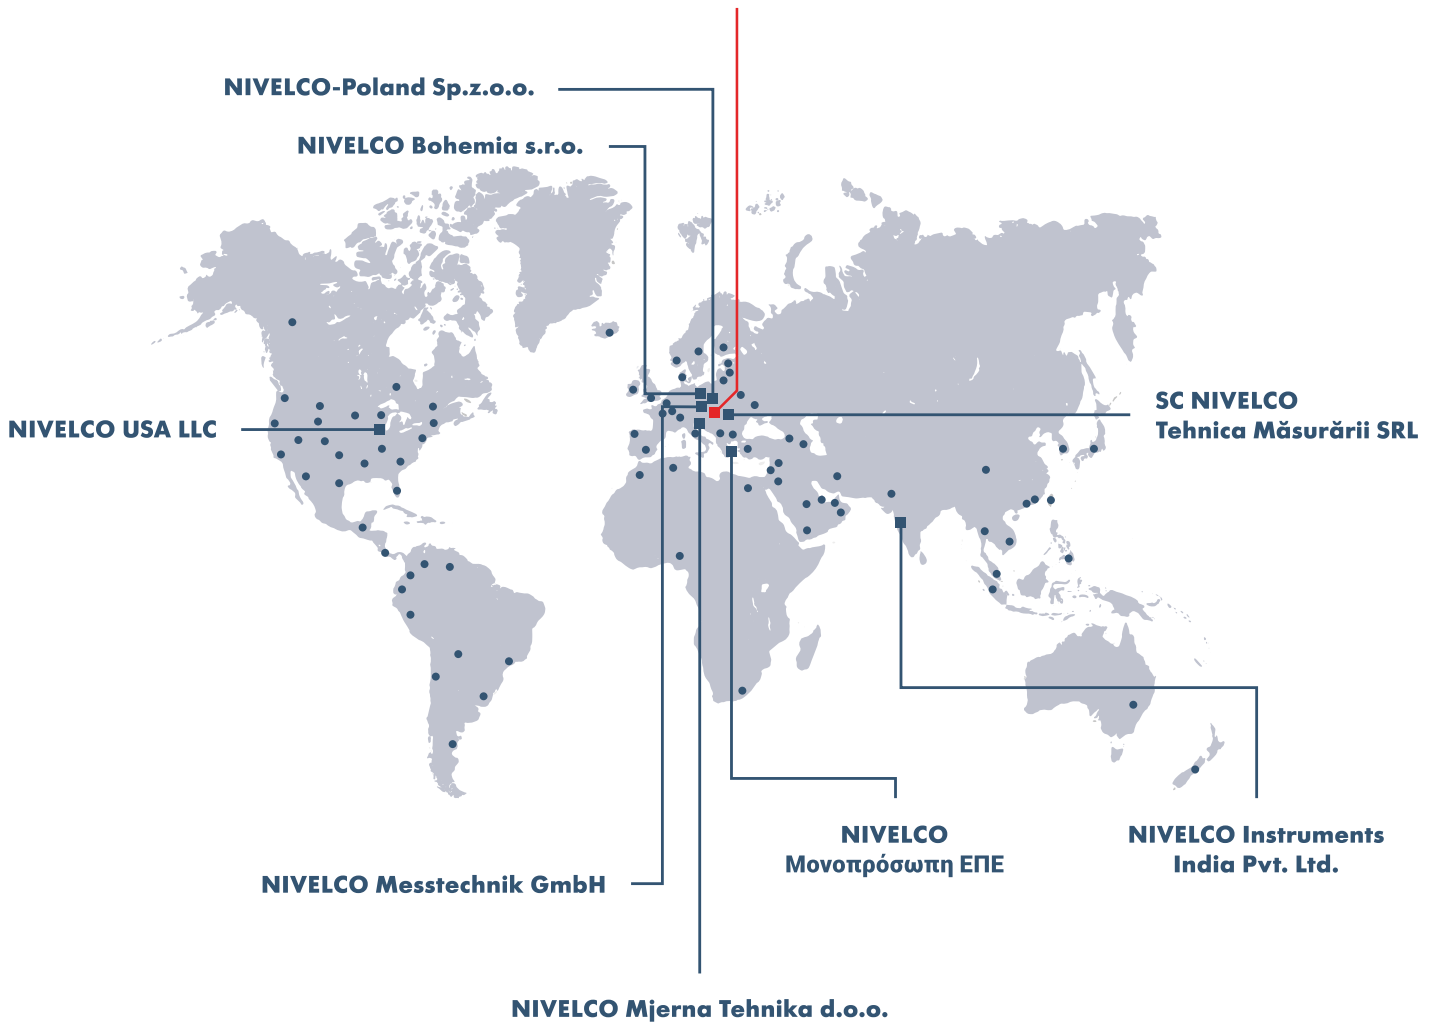 NIVELCO-Poland Sp.z.o.o.
NIVELCO Bohemia s.r.o.
SC NIVELCO
Tehnica Măsurării SRL
NIVELCO USA LLC
NIVELCO
Μονοπρόσωπη ΕΠΕ
NIVELCO Instruments
India Pvt. Ltd.
NIVELCO Messtechnik GmbH
NIVELCO Mjerna Tehnika d.o.o.